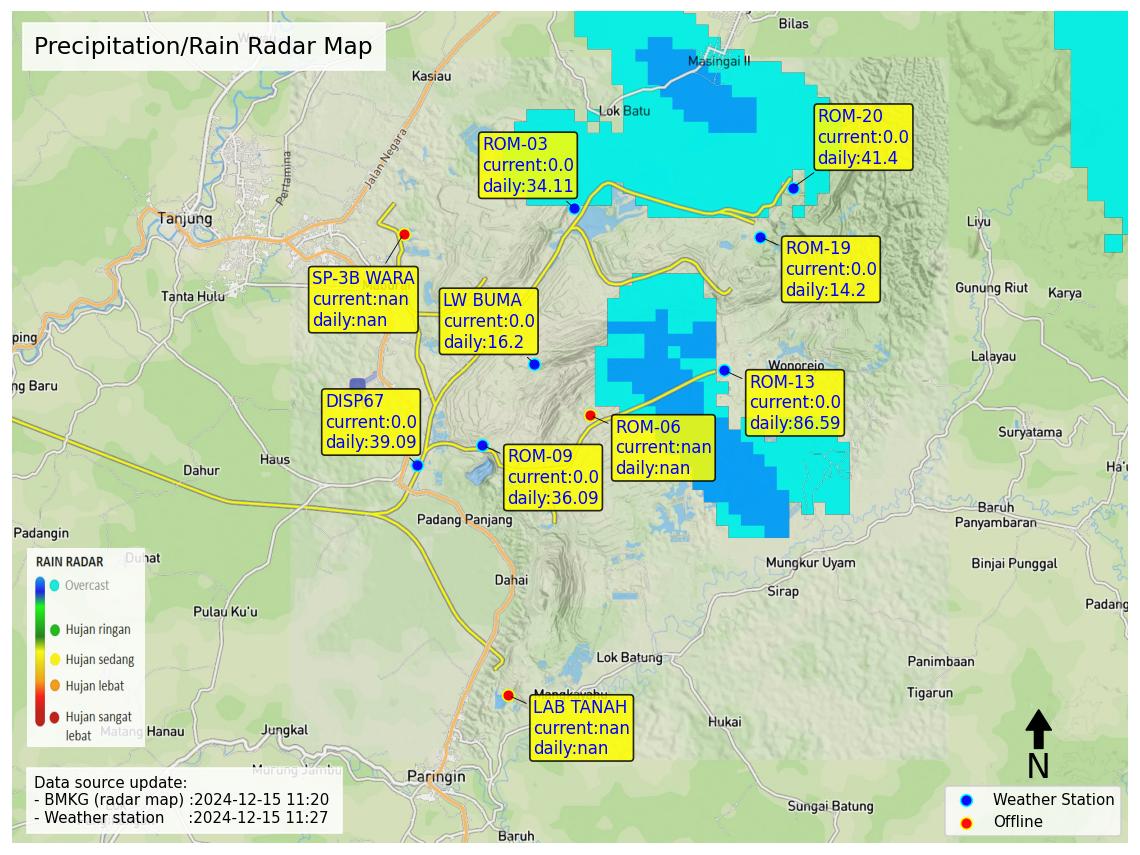 Precipitation/Rain Radar Map
Bilas
Masingai II
Kasiau
Lok Batu
Jalan Negara
Pertamina
Tanjung
Tanta Hulu
ROM-03
current:0.0
daily:34.11
ROM-20
current:0.0
daily:41.4
ROM-19
current:0.0
daily:14.2
SP-3B WARA
current:nan
daily:nan
LW BUMA
current:0.0
daily:16.2
Liyu
Gunung Riut
Karya
Lalayau
ping
ng Baru
Wonorejo
ROM-13
current:0.0
daily:86.59
DISP67
current:0.0
daily:39.09
ROM-06
current:nan
daily:nan
ROM-09
current:0.0
daily:36.09
Suryatama
Ha'u
Dahur
Haus
Padang Panjang
Baruh
Panyambaran
Padangin
Duhat
Binjai Punggal
Mungkur Uyam
Dahai
Sirap
Padang
Pulau Ku'u
RAIN RADAR
Overcast
Hujan ringan
Hujan sedang
Hujan lebat
Hujan sangat
lebat
Lok Batung
Panimbaan
Tigarun
Mangkayahu
LAB TANAH
current:nan
daily:nan
Hukai
Matang Hanau
Jungkal
Murung Jambu
Paringin
Sungai Batung
Baruh
Data source update:
- BMKG (radar map) :2024-12-15 11:20
- Weather station :2024-12-15 11:27
N
Weather Station
Offline